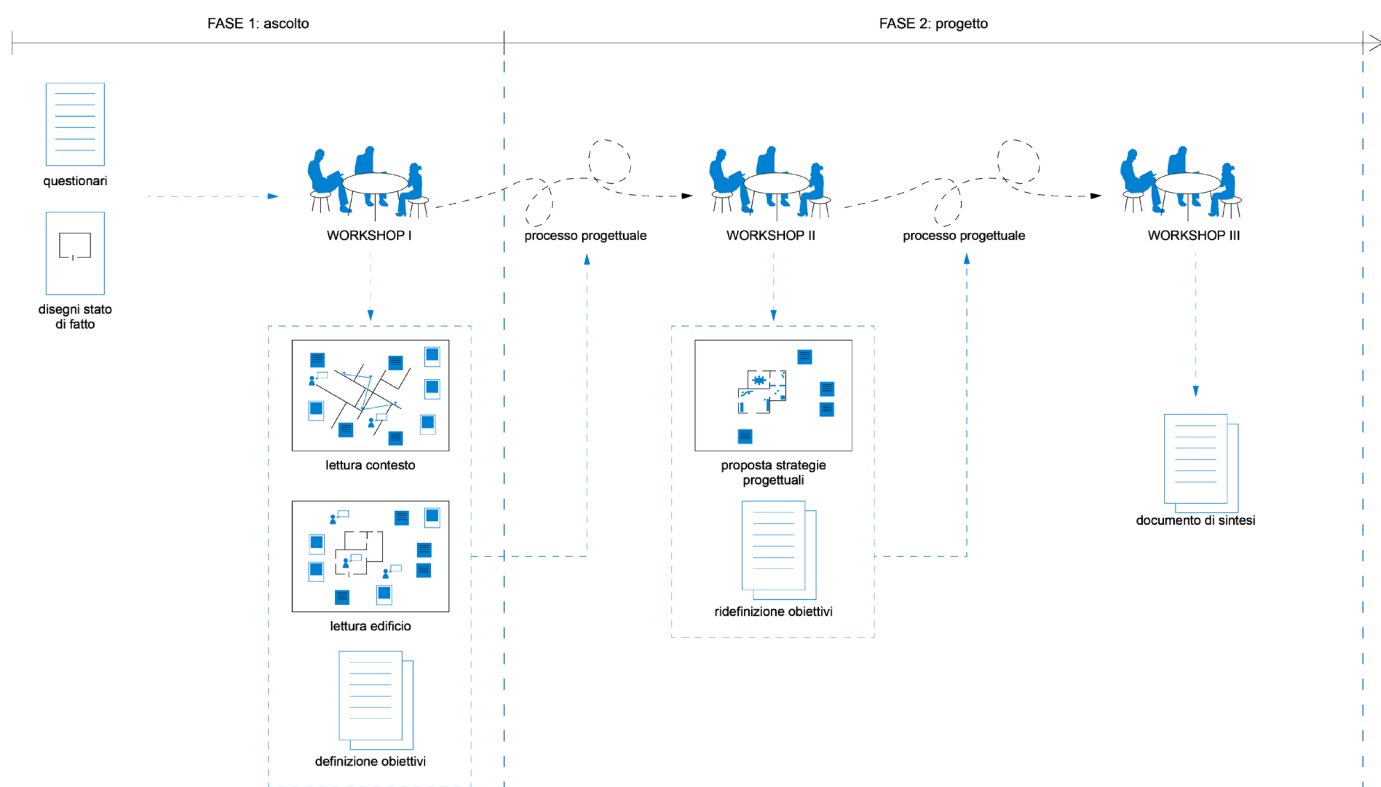 FASE 1: ascolto
FASE 2: progetto
questionari
disegni stato
di fatto
WORKSHOP I
processo progettuale
WORKSHOP II
processo progettuale
WORKSHOP III
lettura contesto
lettura edificio
definizione obiettivi
proposta strategie
progettuali
ridefinizione obiettivi
documento di sintesi